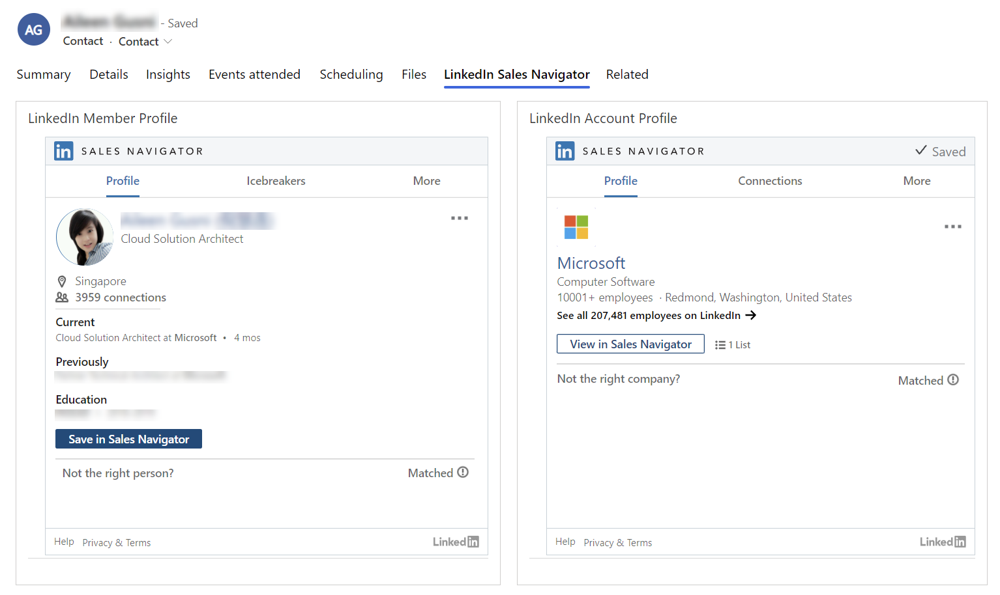 AG
- Saved
Contact · Contact
Summary Details Insights Events attended Scheduling Files LinkedIn Sales Navigator Related
LinkedIn Member Profile
in SALES NAVIGATOR
Profile Icebreakers More
Cloud Solution Architect
Singapore
3959 connections
Current
Cloud Solution Architect at Microsoft • 4 mos
Previously
Education
Save in Sales Navigator
Not the right person? Matched
Help Privacy & Terms LinkedIn
LinkedIn Account Profile
in SALES NAVIGATOR Saved
Profile Connections More
Microsoft
Computer Software
10001+ employees · Redmond, Washington, United States
See all 207,481 employees on LinkedIn
View in Sales Navigator 1 List
Not the right company? Matched
Help Privacy & Terms LinkedIn